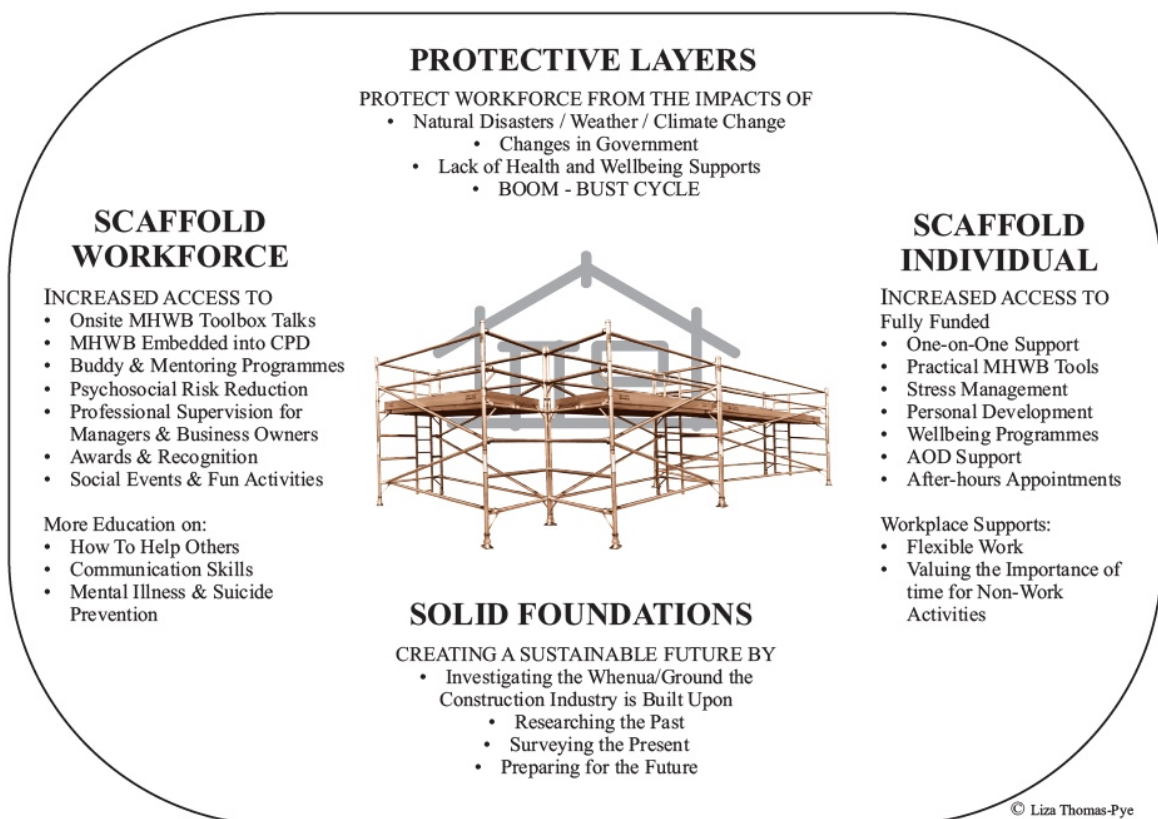 PROTECTIVE LAYERS
PROTECT WORKFORCE FROM THE IMPACTS OF
• Natural Disasters / Weather / Climate Change
• Changes in Government
• Lack of Health and Wellbeing Supports
• BOOM - BUST CYCLE
SCAFFOLD
WORKFORCE
INCREASED ACCESS TO
• Onsite MHWB Toolbox Talks
• MHWB Embedded into CPD
• Buddy & Mentoring Programmes
• Psychosocial Risk Reduction
• Professional Supervision for
Managers & Business Owners
• Awards & Recognition
• Social Events & Fun Activities
More Education on:
• How To Help Others
• Communication Skills
• Mental Illness & Suicide
Prevention
SCAFFOLD
INDIVIDUAL
INCREASED ACCESS TO
Fully Funded
• One-on-One Support
• Practical MHWB Tools
• Stress Management
• Personal Development
• Wellbeing Programmes
• AOD Support
• After-hours Appointments
Workplace Supports:
• Flexible Work
• Valuing the Importance of
time for Non-Work
Activities
SOLID FOUNDATIONS
CREATING A SUSTAINABLE FUTURE BY
• Investigating the Whenua/Ground the
Construction Industry is Built Upon
• Researching the Past
• Surveying the Present
• Preparing for the Future
© Liza Thomas-Pye